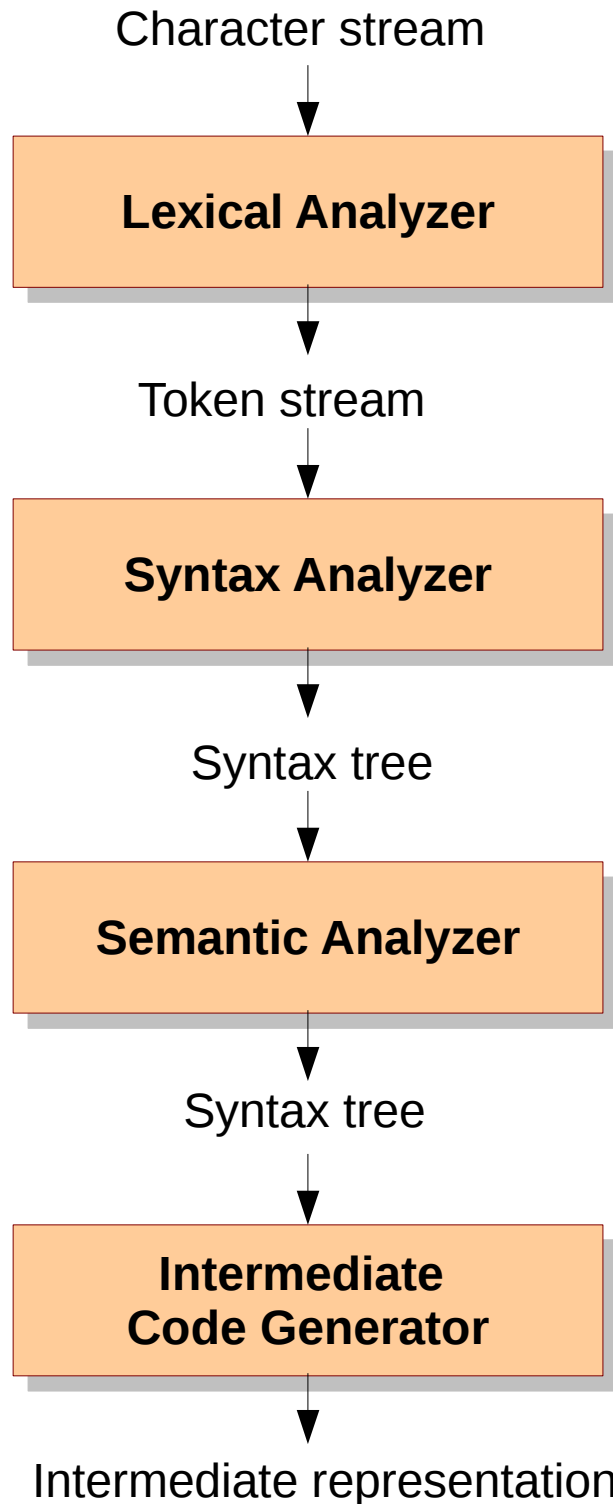 Character stream
Lexical Analyzer
Token stream
Syntax Analyzer
Syntax tree
Semantic Analyzer
Syntax tree
Intermediate
Code Generator
Intermediate representation